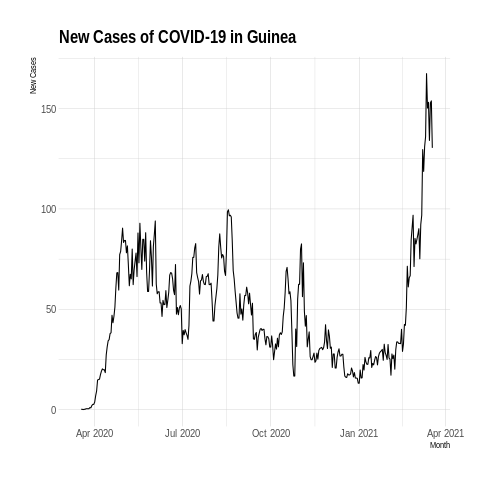 New Cases of COVID-19 in Guinea
New Cases
150
100
50
0
Apr 2020
Jul 2020
Oct 2020
Jan 2021
Apr 2021
Month